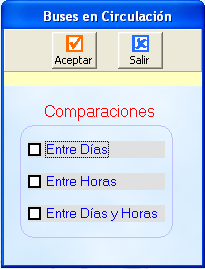 Buses en Circulación
Aceptar Salir
Comparaciones
Entre Días
Entre Horas
Entre Días y Horas